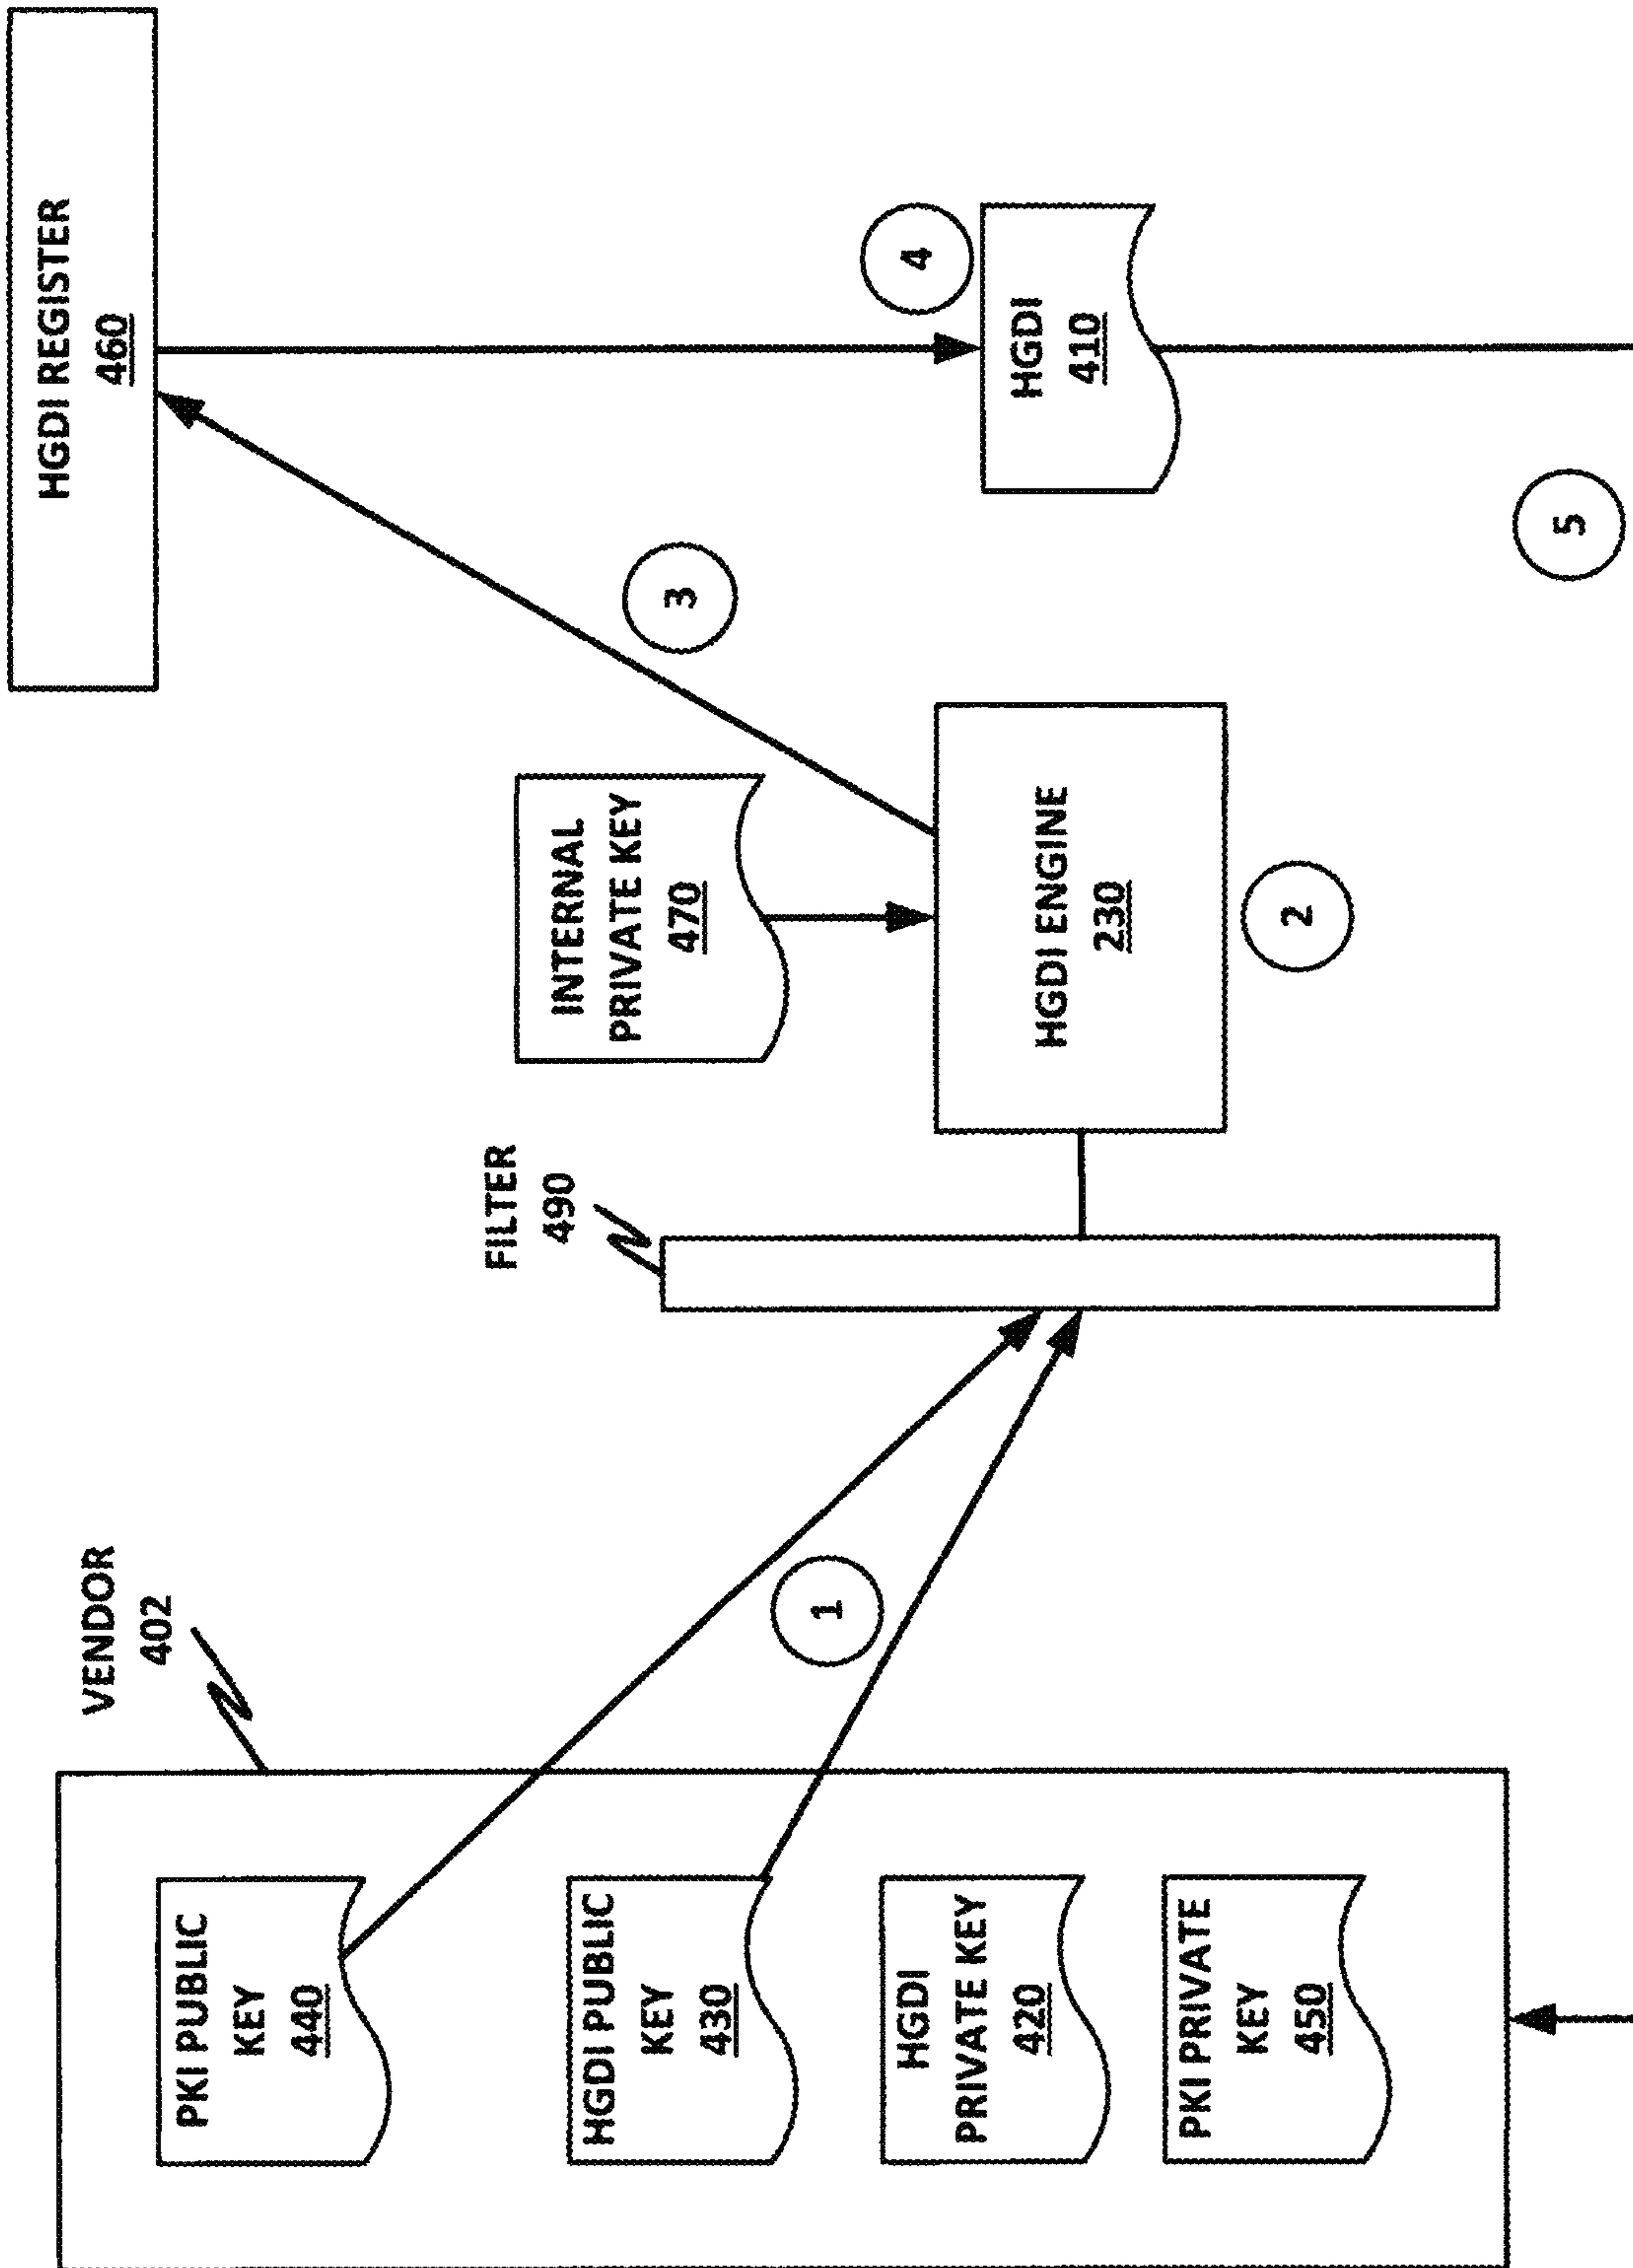 VENDOR
402
PKI PUBLIC
KEY
440
HGDI PUBLIC
KEY
430
HGDI
PRIVATE KEY
420
PKI PRIVATE
KEY
450
1
FILTER
490
INTERNAL
PRIVATE KEY
470
HGDI ENGINE
230
2
3
HGDI REGISTER
460
4
HGDI
410
5